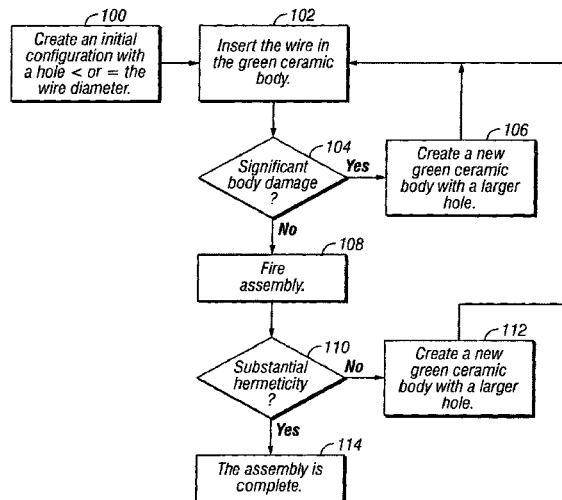 100
Create an initial
configuration with
a hole < or = the
wire diameter.
102
Insert the wire in
the green ceramic
body.
104
Significant
body damage
?
Yes
No
106
Create a new
green ceramic
body with a larger
hole.
108
Fire
assembly.
110
Substantial
hermeticity
?
No
Yes
112
Create a new
green ceramic
body with a larger
hole.
114
The assembly is
complete.